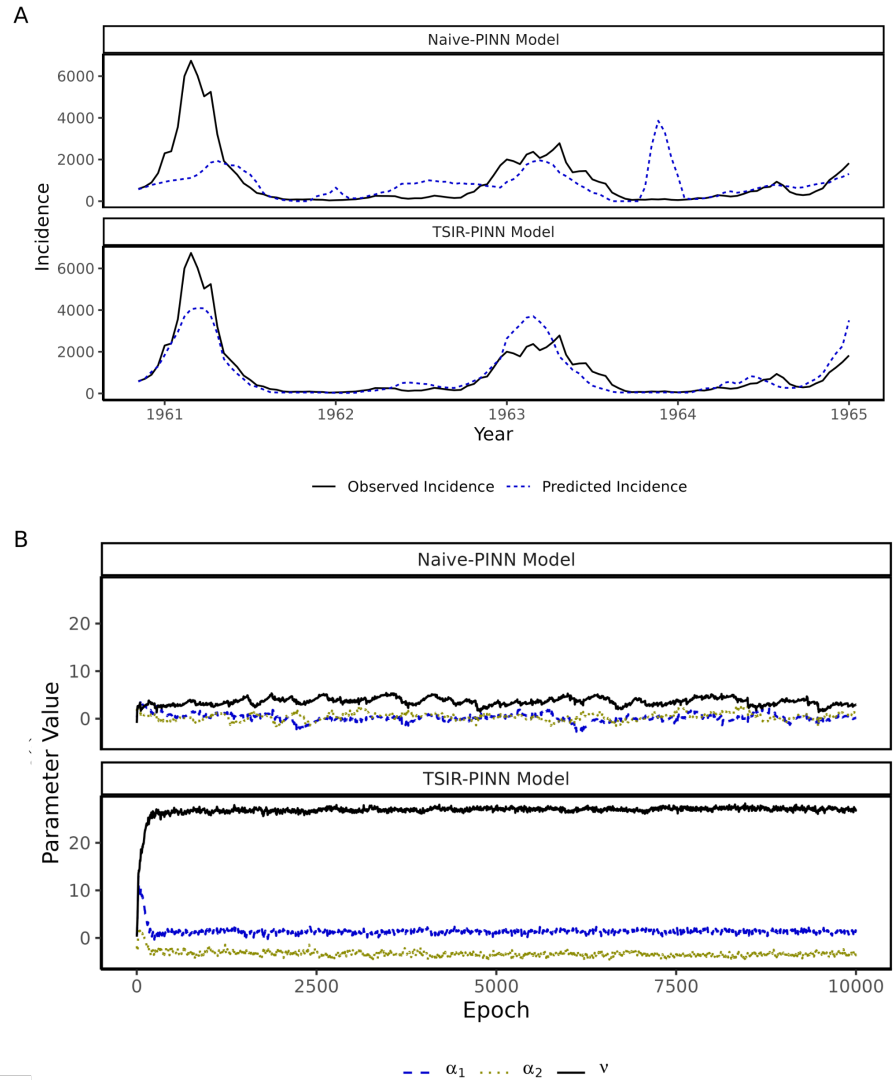 A
Naive-PINN Model
6000
4000
2000
0
TSIR-PINN Model
6000
4000
2000
0
Incidence
1961 1962 1963 1964 1965
Year
Observed Incidence Predicted Incidence
B
Naive-PINN Model
20
10
0
TSIR-PINN Model
20
10
0
Parameter Value
0 2500 5000 7500 10000
Epoch
α₁ α₂ ν